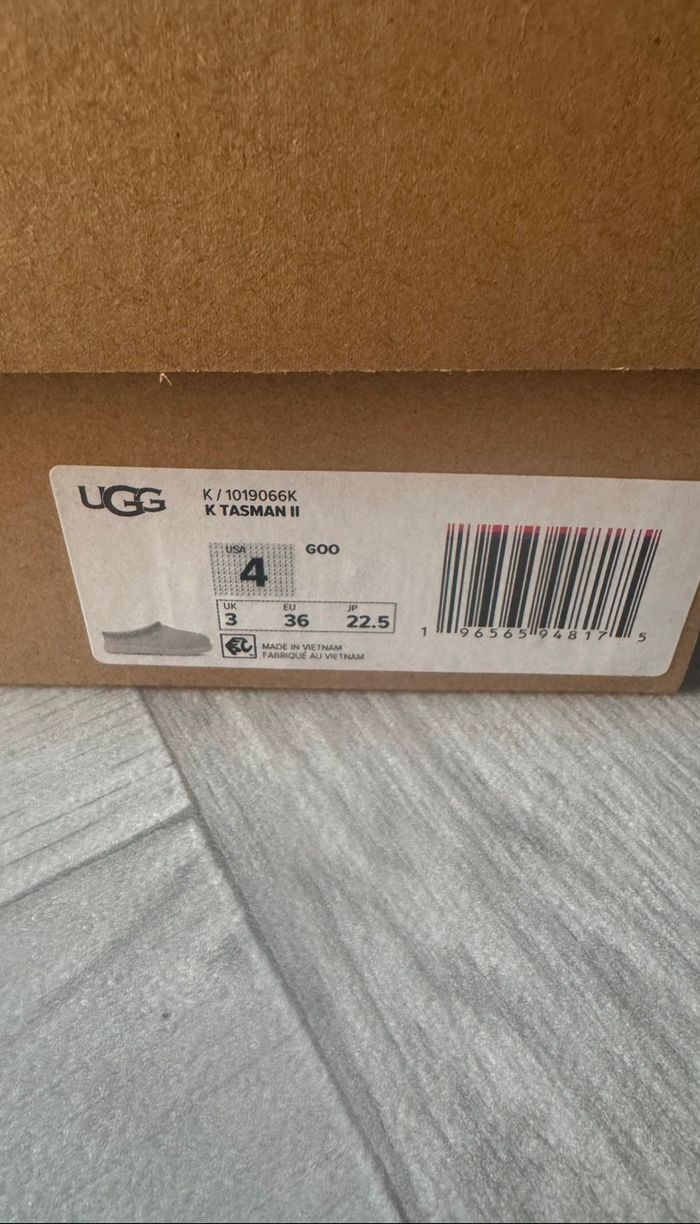 UGG
K / 1019066K
K TASMAN II
USA
4
GOO
UK EU JP
3 36 22.5
MADE IN VIETNAM
FABRIQUÉ AU VIETNAM
1 96565 94817 5